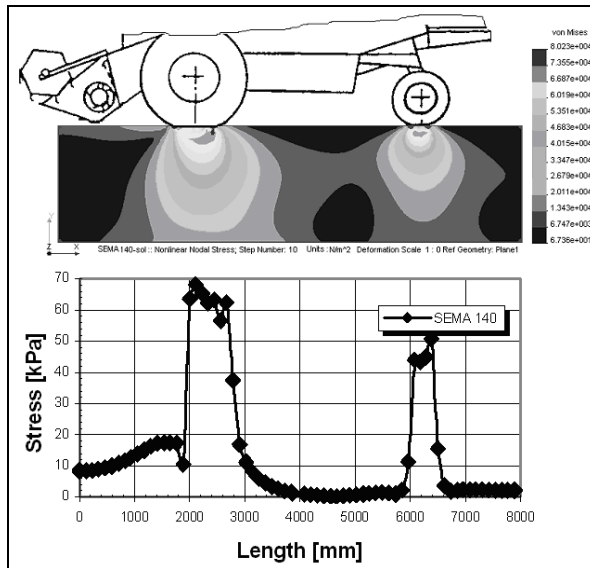 von Mises
8.023e+004
7.355e+004
6.687e+004
6.019e+004
5.351e+004
4.683e+004
4.015e+004
3.347e+004
2.011e+004
1.343e+004
6.747e+003
6.736e+001
Y
Z X
SEMA 140-sol :: Nonlinear Nodal Stress; Step Number: 10 Units : N/m^2 Deformation Scale 1 : 0 Ref Geometry: Plane1
70
60
50
40
30
20
10
0
Stress [kPa]
SEMA 140
0 1000 2000 3000 4000 5000 6000 7000 8000
Length [mm]